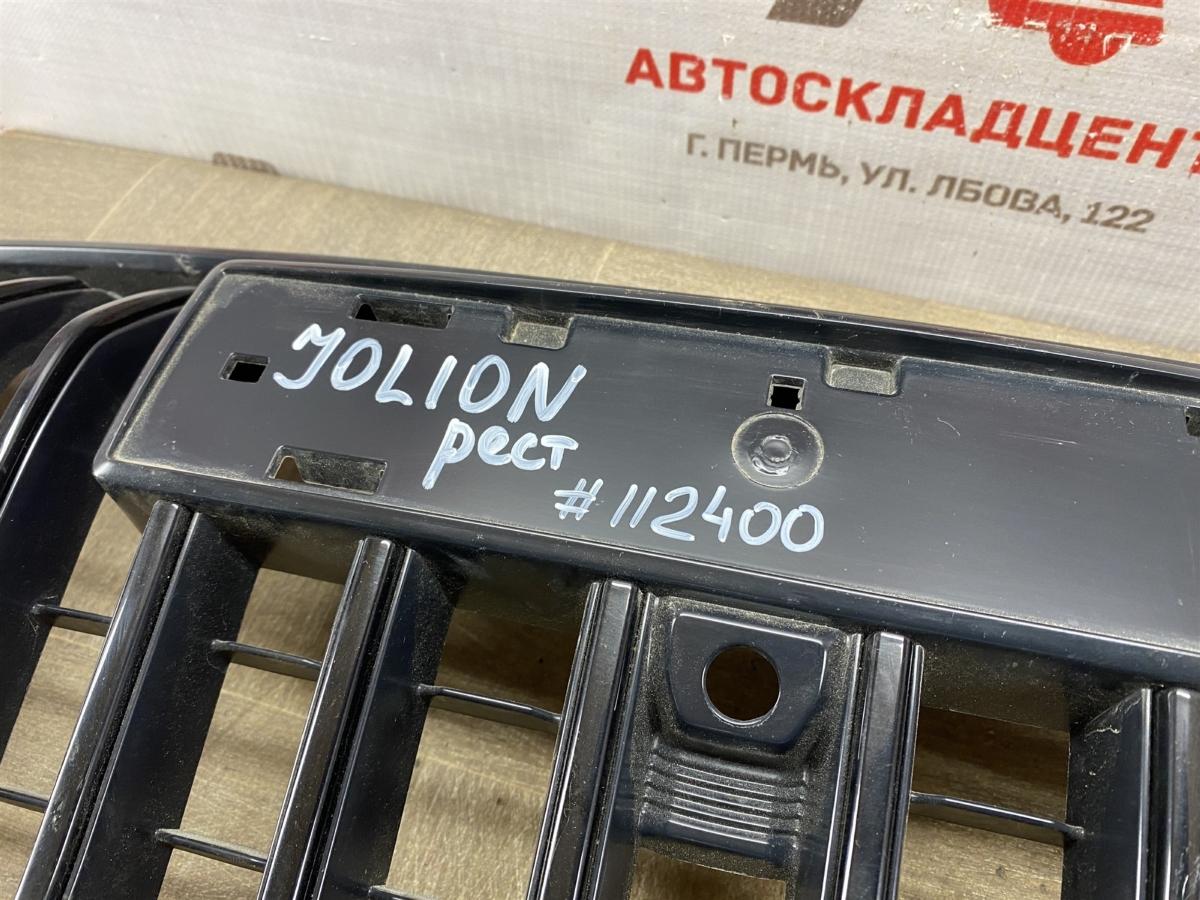 АВТОСКЛАДЦЕНТ
Г. ПЕРМЬ, УЛ. ЛБОВА, 122
JOLION
рест
#112400